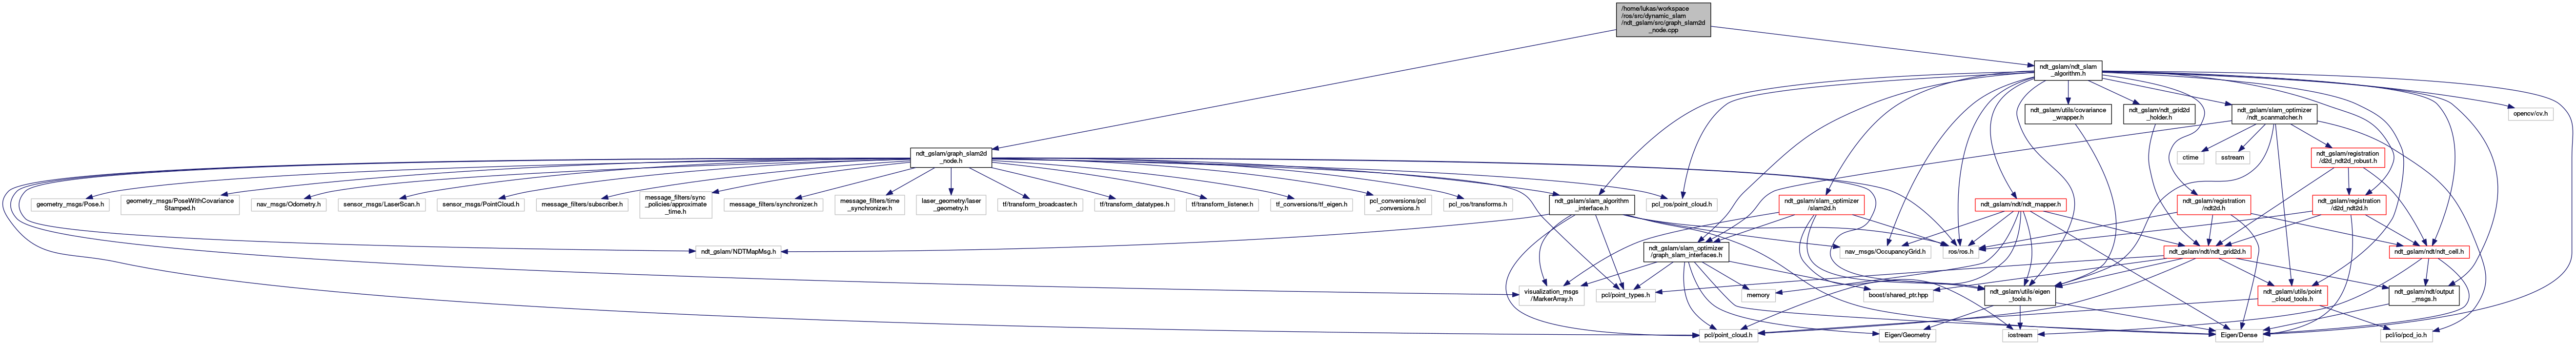 /home/lukas/workspace
/ros/src/dynamic_slam
/ndt_gslam/src/graph_slam2d
_node.cpp
ndt_gslam/ndt_slam
_algorithm.h
ndt_gslam/utils/covariance
_wrapper.h
ndt_gslam/ndt_grid2d
_holder.h
ndt_gslam/slam_optimizer
/ndt_scanmatcher.h
opencv/cv.h
ndt_gslam/graph_slam2d
_node.h
ctime
sstream
ndt_gslam/registration
/d2d_ndt2d_robust.h
geometry_msgs/Pose.h
geometry_msgs/PoseWithCovariance
Stamped.h
nav_msgs/Odometry.h
sensor_msgs/LaserScan.h
sensor_msgs/PointCloud.h
message_filters/subscriber.h
message_filters/sync
_policies/approximate
_time.h
message_filters/synchronizer.h
message_filters/time
_synchronizer.h
laser_geometry/laser
_geometry.h
tf/transform_broadcaster.h
tf/transform_datatypes.h
tf/transform_listener.h
tf_conversions/tf_eigen.h
pcl_conversions/pcl
_conversions.h
pcl_ros/transforms.h
ndt_gslam/slam_algorithm
_interface.h
pcl_ros/point_cloud.h
ndt_gslam/slam_optimizer
/slam2d.h
ndt_gslam/ndt/ndt_mapper.h
ndt_gslam/registration
/ndt2d.h
ndt_gslam/registration
/d2d_ndt2d.h
ndt_gslam/NDTMapMsg.h
ndt_gslam/slam_optimizer
/graph_slam_interfaces.h
nav_msgs/OccupancyGrid.h
ros/ros.h
ndt_gslam/ndt/ndt_grid2d.h
ndt_gslam/ndt/ndt_cell.h
visualization_msgs
/MarkerArray.h
pcl/point_types.h
memory
boost/shared_ptr.hpp
ndt_gslam/utils/eigen
_tools.h
ndt_gslam/utils/point
_cloud_tools.h
ndt_gslam/ndt/output
_msgs.h
pcl/point_cloud.h
Eigen/Geometry
iostream
Eigen/Dense
pcl/io/pcd_io.h